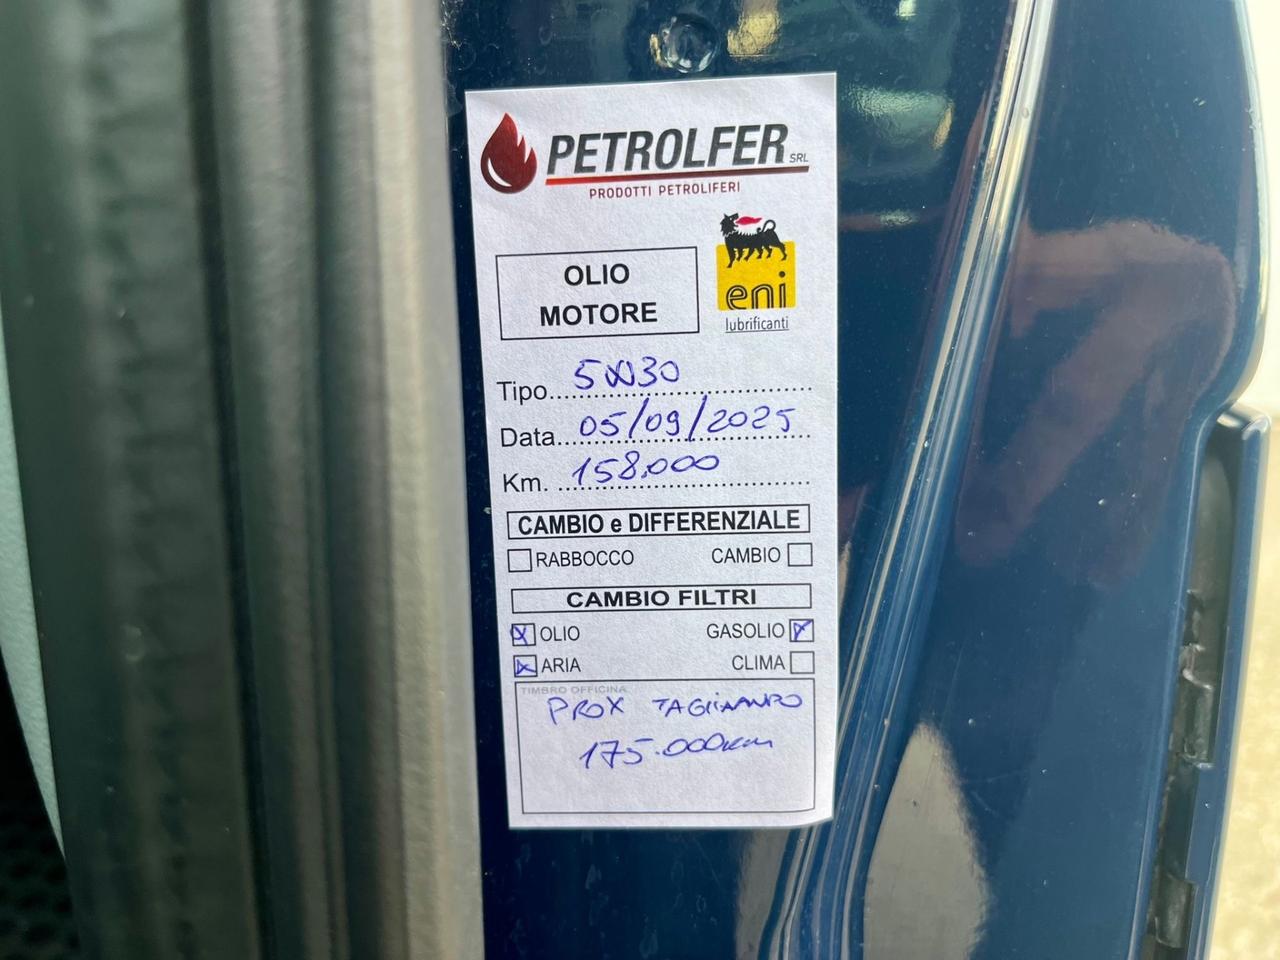 PETROLFER SRL
PRODOTTI PETROLIFERI
OLIO
MOTORE
eni
lubrificanti
Tipo... 5W30
Data... 05/09/2025
Km. ... 158.000
CAMBIO e DIFFERENZIALE
RABBOCCO CAMBIO
CAMBIO FILTRI
OLIO GASOLIO
ARIA CLIMA
TIMBRO OFFICINA
PROX TAGLIANDO
175.000km